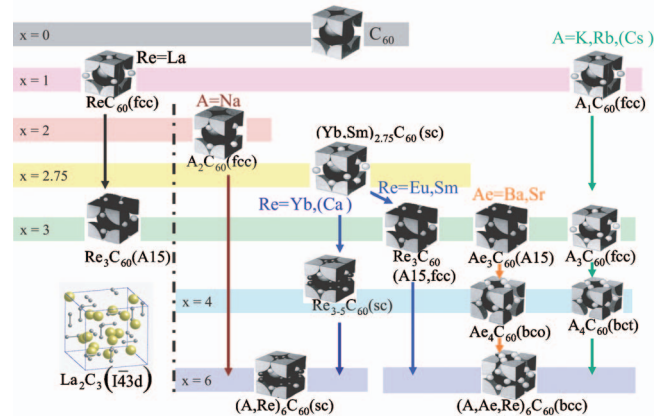 x = 0
C60
Re=La
A=K,Rb,(Cs)
x = 1
ReC60(fcc)
A1C60(fcc)
A=Na
x = 2
(Yb,Sm)2.75C60(sc)
A2C60(fcc)
x = 2.75
Re=Eu,Sm
Re=Yb,(Ca)
Ae=Ba,Sr
x = 3
Re3C60(A15)
Re3C60
(A15,fcc)
Ae3C60(A15)
A3C60(fcc)
x = 4
Re3-5C60(sc)
Ae4C60(bco)
A4C60(bct)
La2C3(I4̅3d)
x = 6
(A,Re)6C60(sc)
(A,Ae,Re)6C60(bcc)